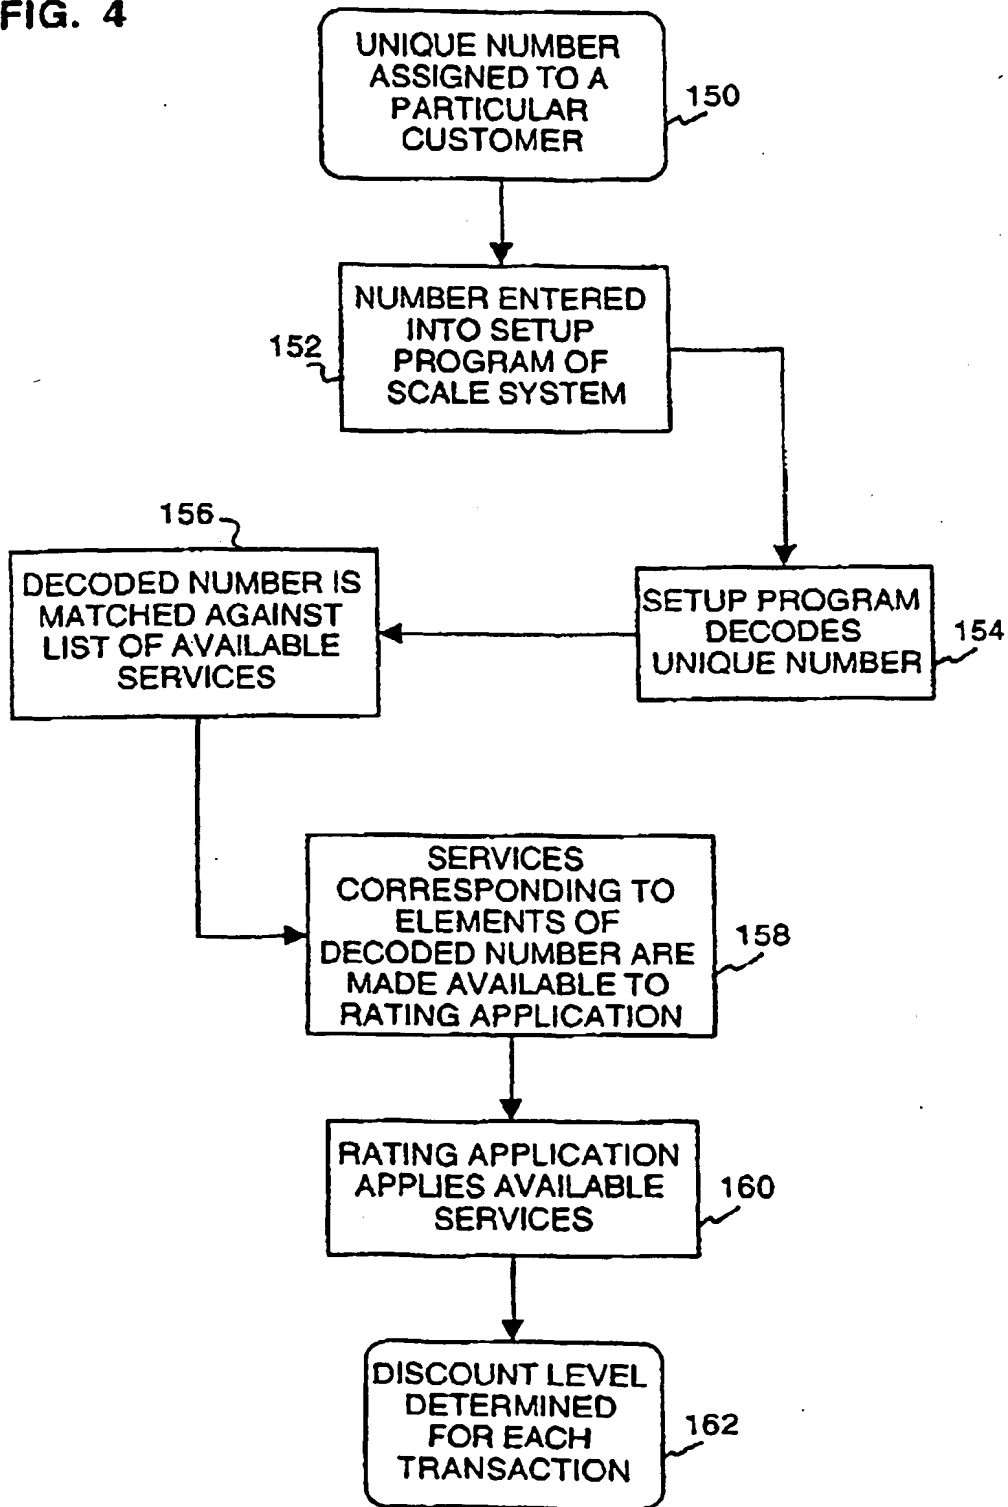 FIG. 4
UNIQUE NUMBER
ASSIGNED TO A
PARTICULAR
CUSTOMER
150
NUMBER ENTERED
INTO SETUP
PROGRAM OF
SCALE SYSTEM
152
SETUP PROGRAM
DECODES
UNIQUE NUMBER
154
156
DECODED NUMBER IS
MATCHED AGAINST
LIST OF AVAILABLE
SERVICES
SERVICES
CORRESPONDING TO
ELEMENTS OF
DECODED NUMBER ARE
MADE AVAILABLE TO
RATING APPLICATION
158
RATING APPLICATION
APPLIES AVAILABLE
SERVICES
160
DISCOUNT LEVEL
DETERMINED
FOR EACH
TRANSACTION
162